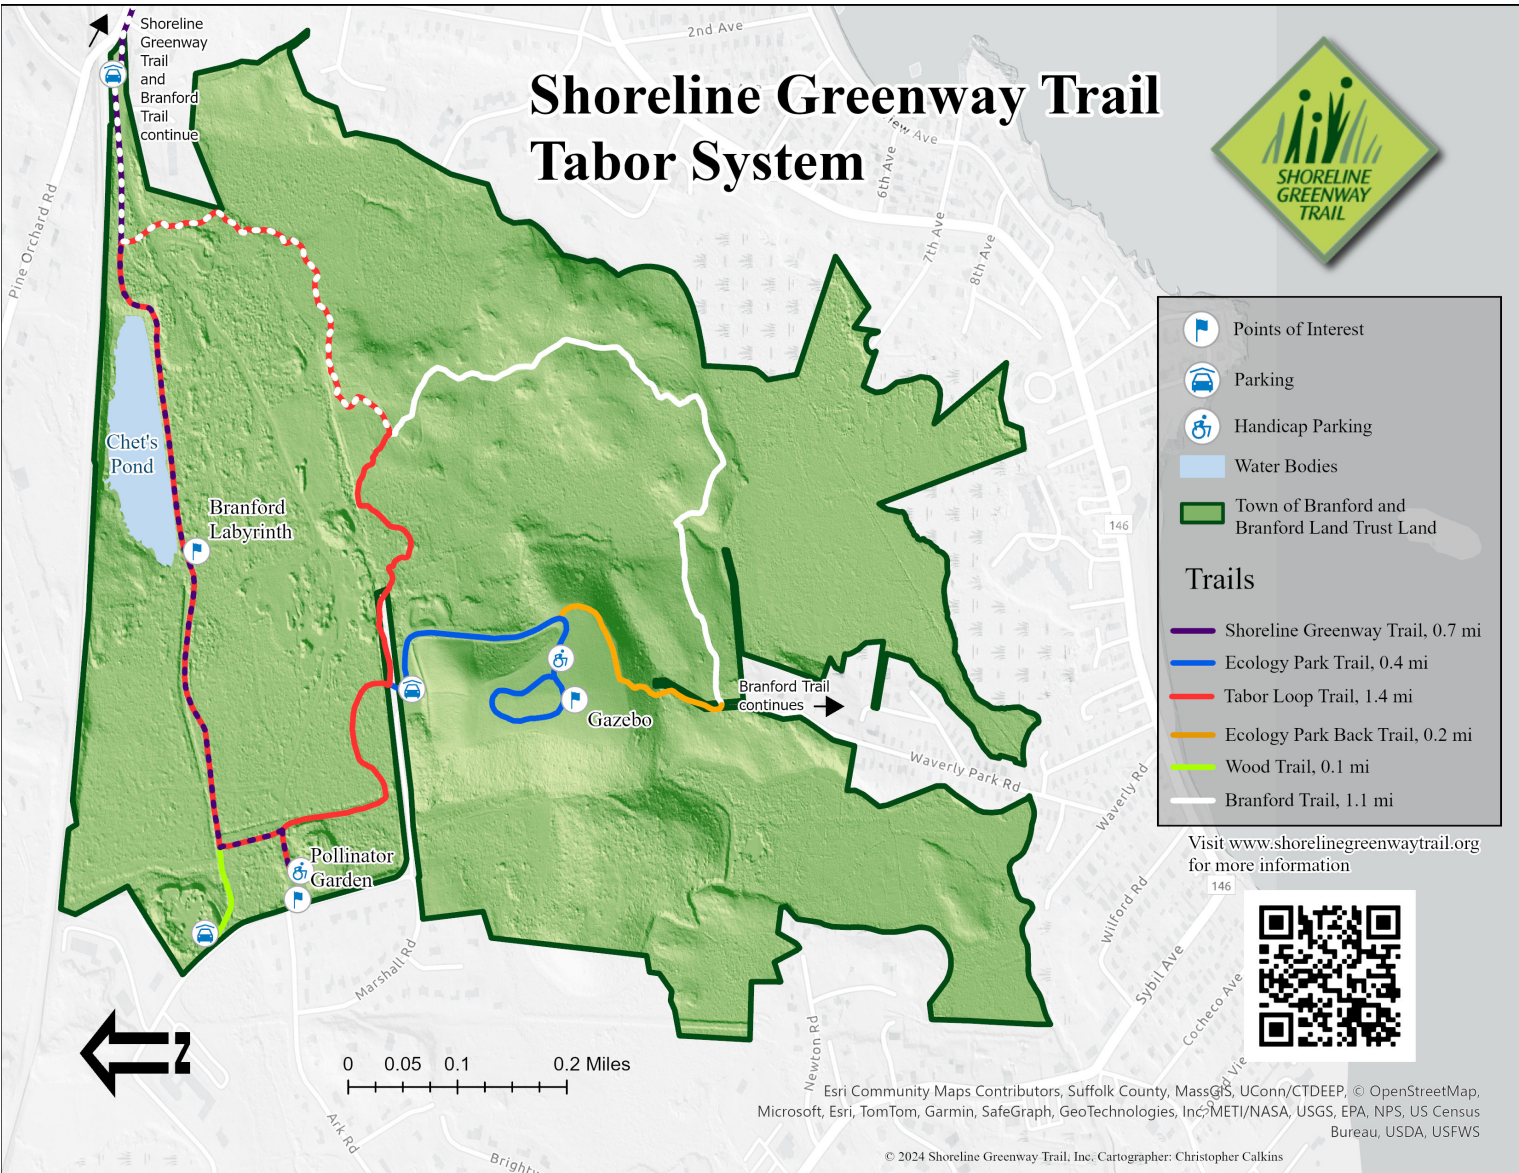 Shoreline
Greenway
Trail
and
Branford
Trail
continue
2nd Ave
Shoreline Greenway Trail
Tabor System
6th Ave
7th Ave
8th Ave
SHORELINE
GREENWAY
TRAIL
Pine Orchard Rd
Points of Interest
Parking
Handicap Parking
Water Bodies
Town of Branford and
Branford Land Trust Land
Trails
Shoreline Greenway Trail, 0.7 mi
Ecology Park Trail, 0.4 mi
Tabor Loop Trail, 1.4 mi
Ecology Park Back Trail, 0.2 mi
Wood Trail, 0.1 mi
Branford Trail, 1.1 mi
Chet's
Pond
Branford
Labyrinth
146
Gazebo
Branford Trail
continues
Waverly Park Rd
Waverly Rd
Visit www.shorelinegreenwaytrail.org
for more information
146
Pollinator
Garden
Wilford Rd
Marshall Rd
Sybil Ave
Cocheco Ave
Newton Rd
Ark Rd
N
0 0.05 0.1 0.2 Miles
Esri Community Maps Contributors, Suffolk County, MassGIS, UConn/CTDEEP, © OpenStreetMap,
Microsoft, Esri, TomTom, Garmin, SafeGraph, GeoTechnologies, Inc, METI/NASA, USGS, EPA, NPS, US Census
Bureau, USDA, USFWS
© 2024 Shoreline Greenway Trail, Inc. Cartographer: Christopher Calkins